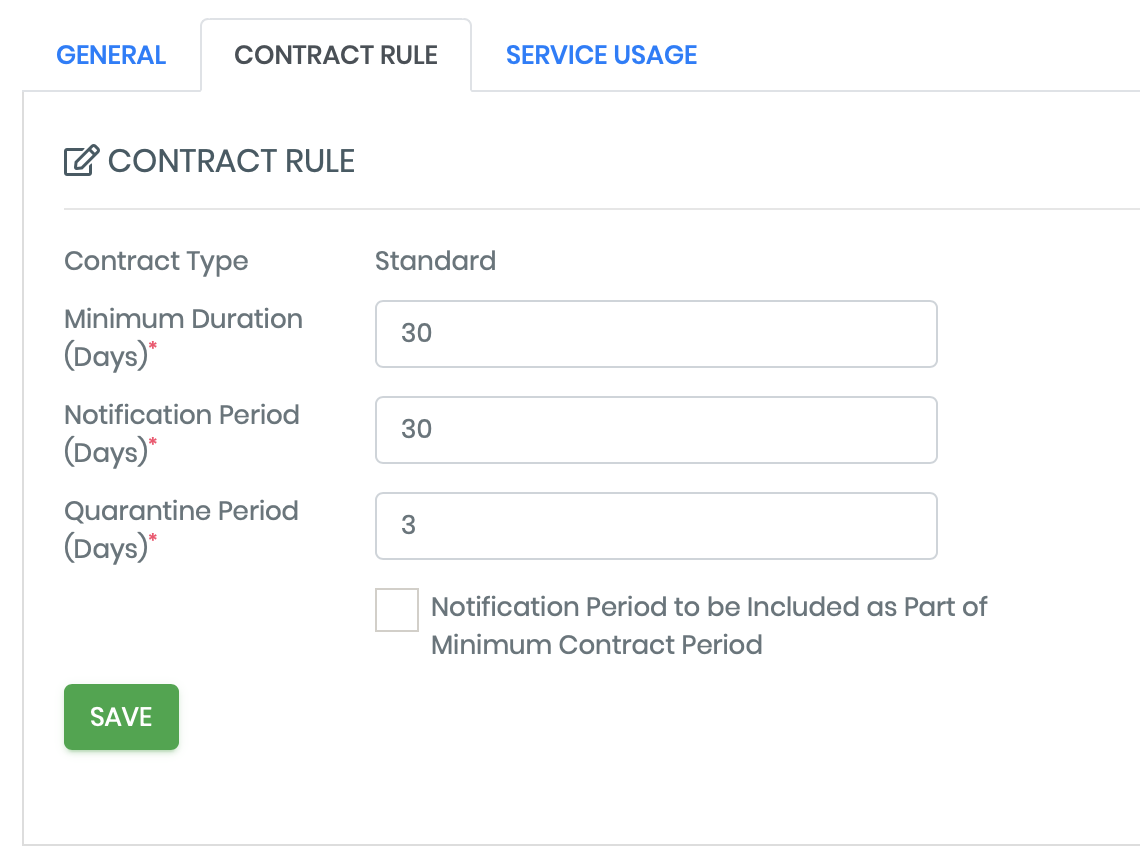 GENERAL CONTRACT RULE SERVICE USAGE
CONTRACT RULE
Contract Type Standard
Minimum Duration
(Days)* 30
Notification Period
(Days)* 30
Quarantine Period
(Days)* 3
Notification Period to be Included as Part of
Minimum Contract Period
SAVE